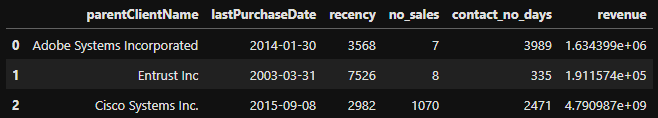 parentClientName lastPurchaseDate recency no_sales contact_no_days revenue
0 Adobe Systems Incorporated 2014-01-30 3568 7 3989 1.634399e+06
1 Entrust Inc 2003-03-31 7526 8 335 1.911574e+05
2 Cisco Systems Inc. 2015-09-08 2982 1070 2471 4.790987e+09